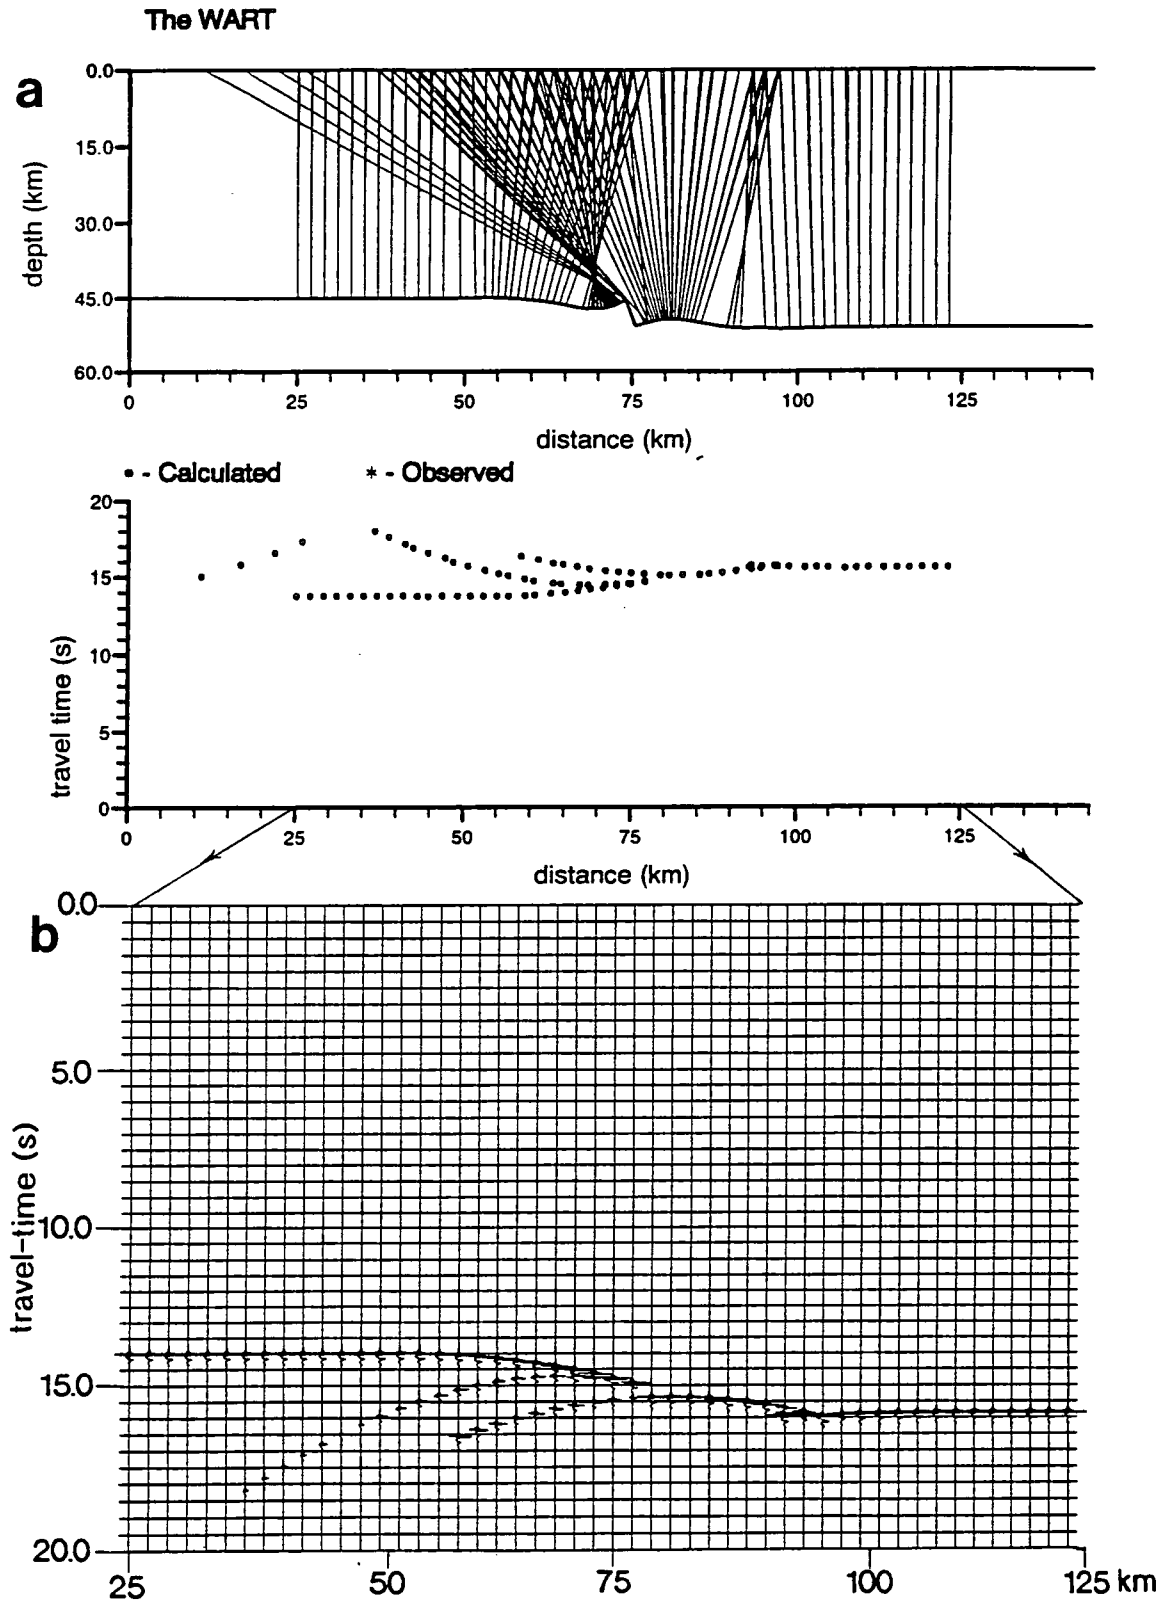 The WART
a
0.0
15.0
30.0
45.0
60.0
depth (km)
0 25 50 75 100 125
distance (km)
• - Calculated * - Observed
20
15
10
5
0
travel time (s)
0 25 50 75 100 125
distance (km)
b
0.0
5.0
10.0
15.0
20.0
travel-time (s)
25 50 75 100 125 km